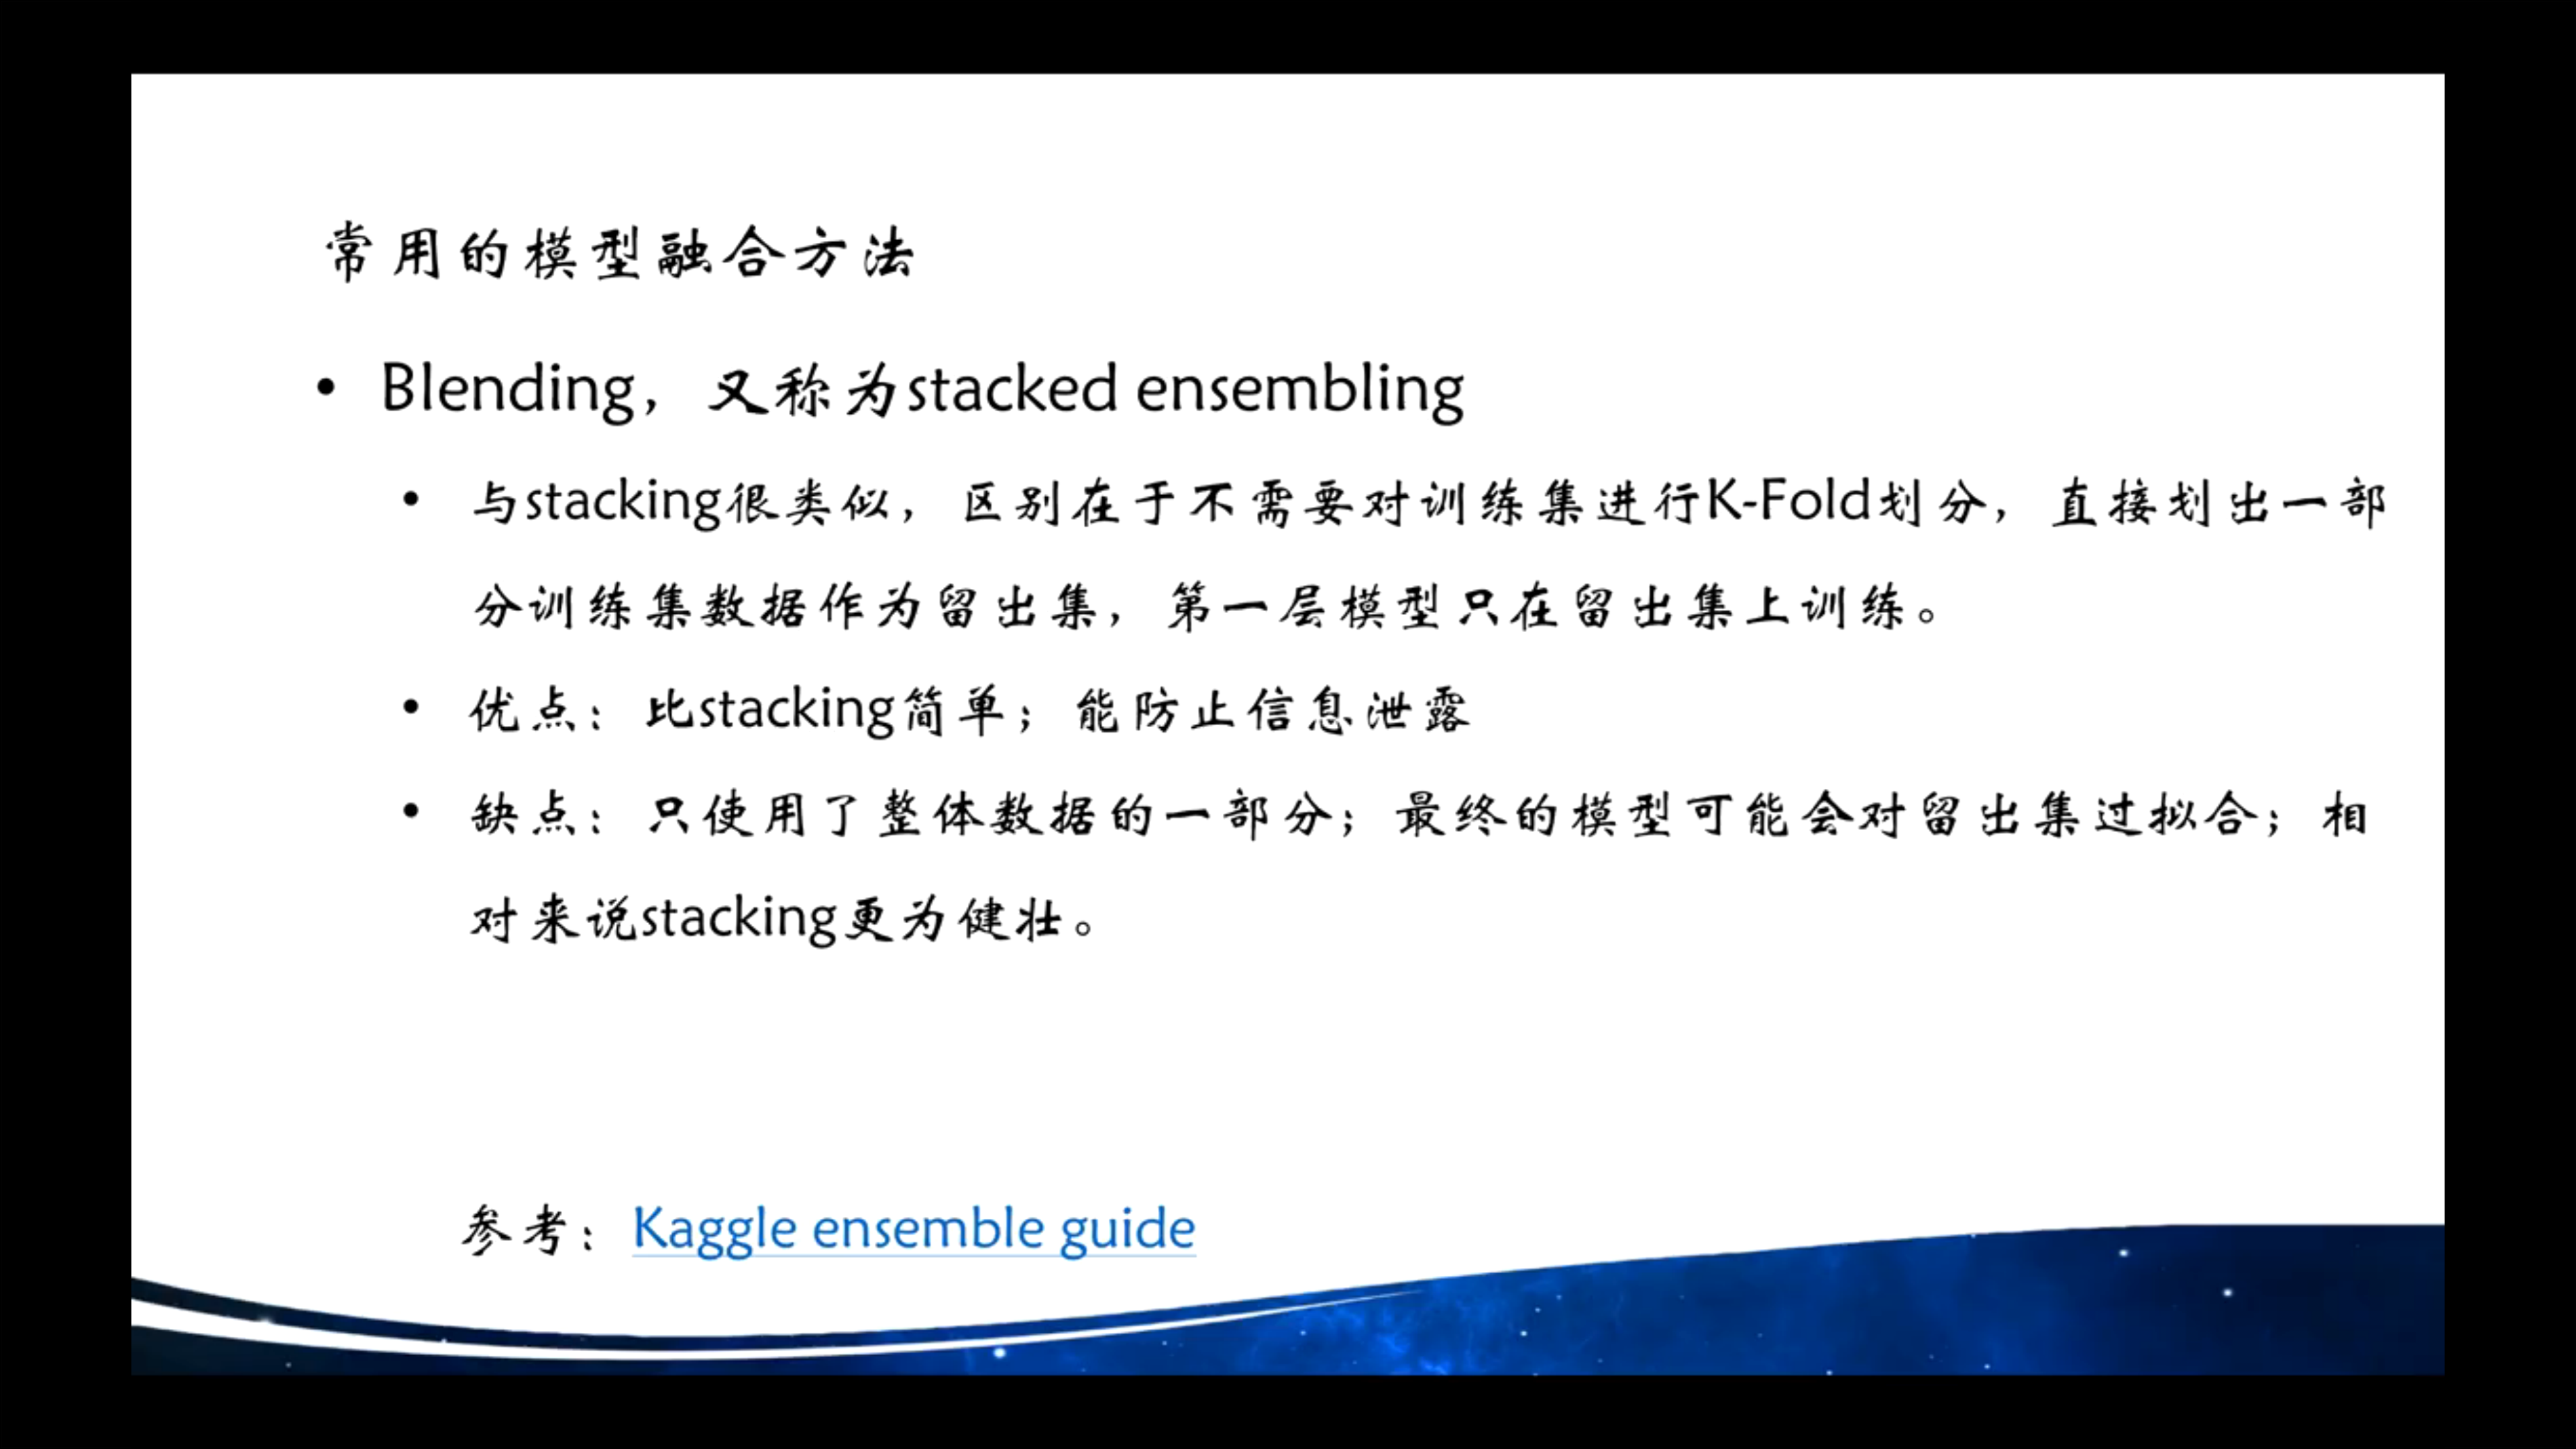 常用的模型融合方法
• Blending，又称为stacked ensembling
• 与stacking很类似，区别在于不需要对训练集进行K-Fold划分，直接划出一部
分训练集数据作为留出集，第一层模型只在留出集上训练。
• 优点：比stacking简单；能防止信息泄露
• 缺点：只使用了整体数据的一部分；最终的模型可能会对留出集过拟合；相
对来说stacking更为健壮。
参考：Kaggle ensemble guide